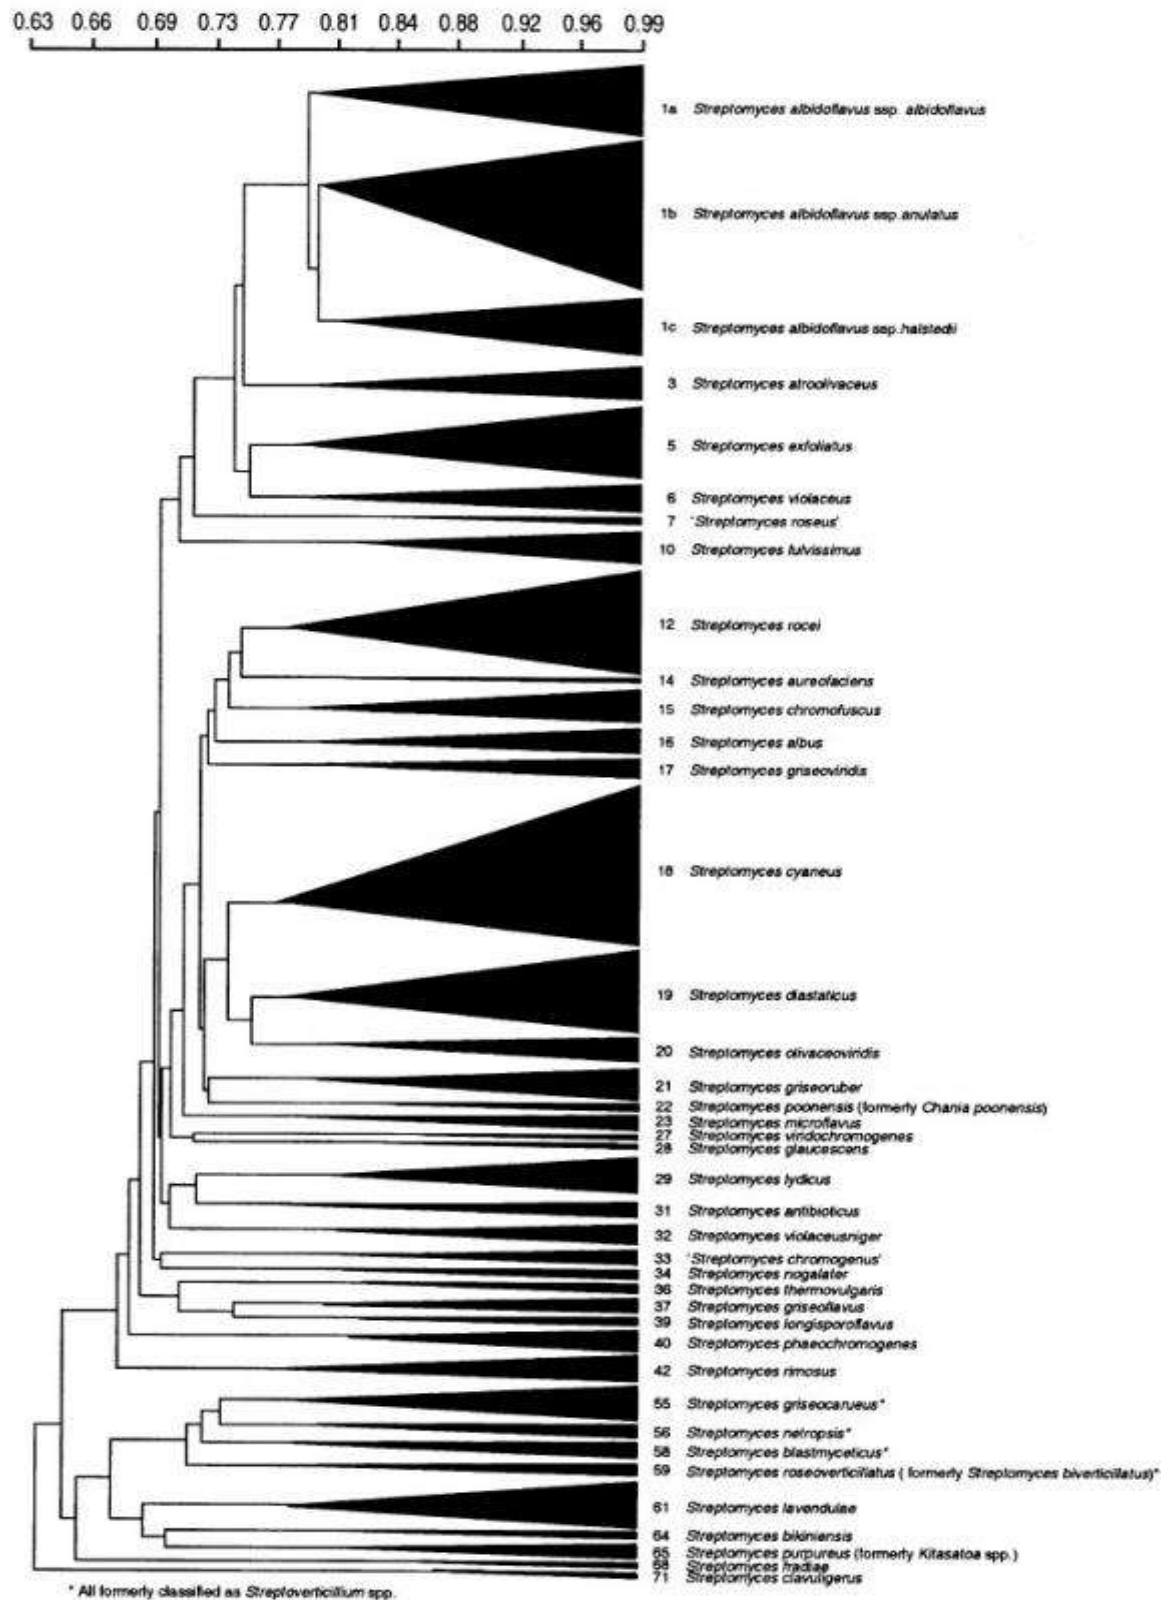 0.63 0.66 0.69 0.73 0.77 0.81 0.84 0.88 0.92 0.96 0.99
1a Streptomyces albidoflavus ssp. albidoflavus
1b Streptomyces albidoflavus ssp.anulatus
1c Streptomyces albidoflavus ssp.halstedii
3 Streptomyces atroolivaceus
5 Streptomyces exfoliatus
6 Streptomyces violaceus
7 'Streptomyces roseus'
10 Streptomyces fulvissimus
12 Streptomyces rocei
14 Streptomyces aureofaciens
15 Streptomyces chromofuscus
16 Streptomyces albus
17 Streptomyces griseoviridis
18 Streptomyces cyaneus
19 Streptomyces diastaticus
20 Streptomyces olivaceoviridis
21 Streptomyces griseoruber
22 Streptomyces poonensis (formerly Chania poonensis)
23 Streptomyces microflavus
27 Streptomyces viridochromogenes
28 Streptomyces glaucescens
29 Streptomyces lydicus
31 Streptomyces antibioticus
32 Streptomyces violaceusniger
33 'Streptomyces chromogenus'
34 Streptomyces nogalater
36 Streptomyces thermovulgaris
37 Streptomyces griseoflavus
39 Streptomyces longisporoflavus
40 Streptomyces phaeochromogenes
42 Streptomyces rimosus
55 Streptomyces griseocarueus*
56 Streptomyces netropsis*
58 Streptomyces blastmyceticus*
59 Streptomyces roseoverticillatus ( formerly Streptomyces biverticillatus)*
61 Streptomyces lavendulae
64 Streptomyces bikiniensis
65 Streptomyces purpureus (formerly Kitasatoa spp.)
68 Streptomyces fradiae
71 Streptomyces clavuligerus
* All formerly classified as Streptoverticillium spp.